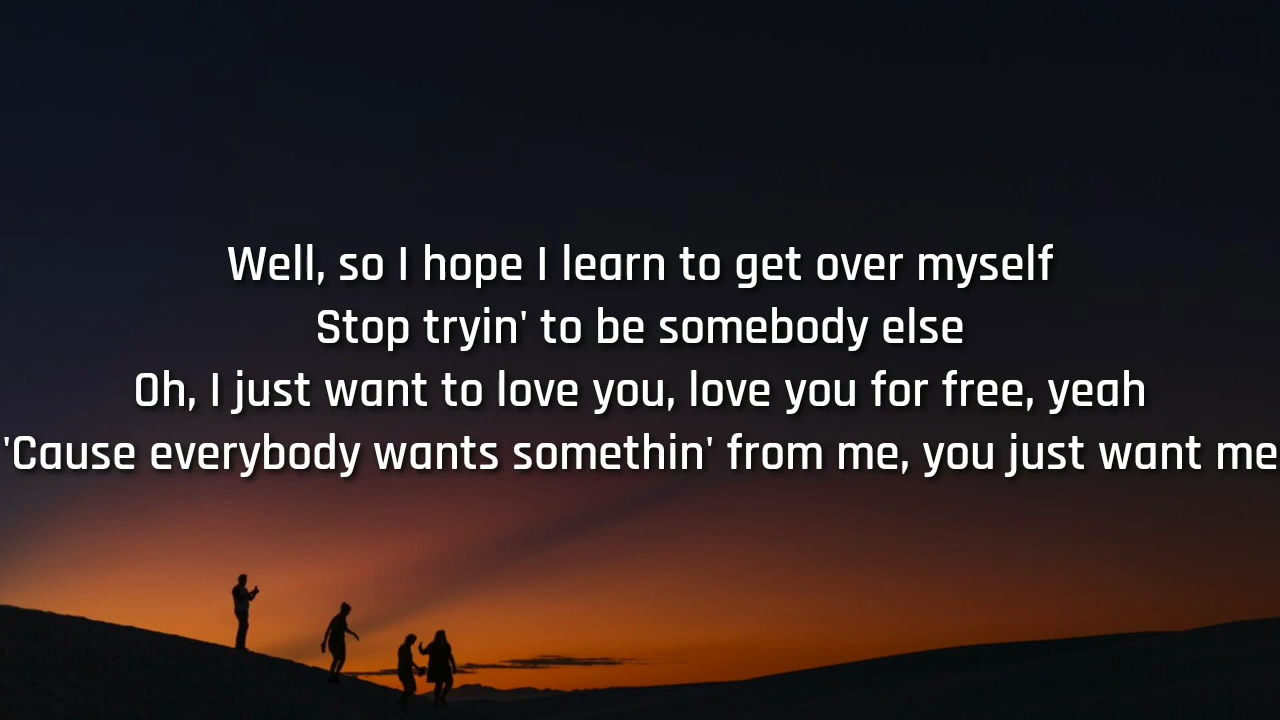 Well, so I hope I learn to get over myself
Stop tryin' to be somebody else
Oh, I just want to love you, love you for free, yeah
'Cause everybody wants somethin' from me, you just want me